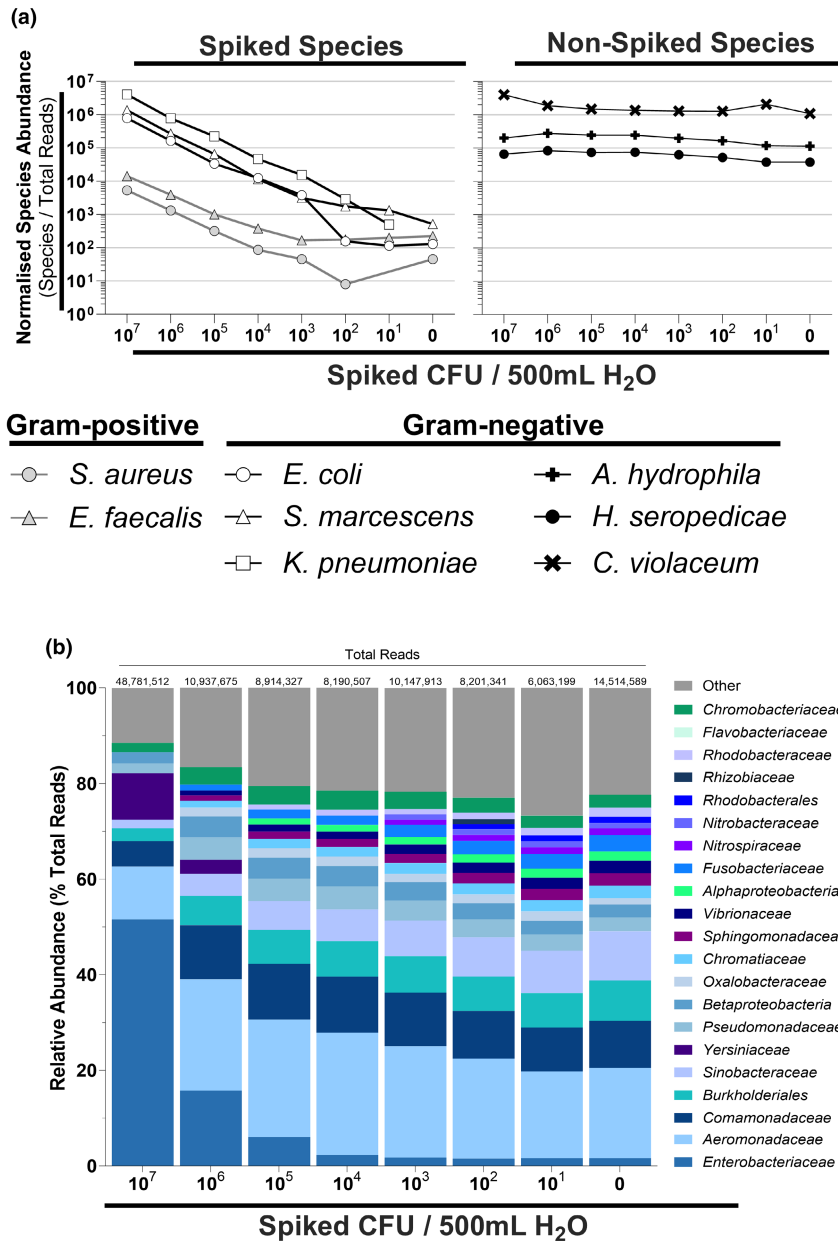 (a)
Spiked Species
Non-Spiked Species
Normalised Species Abundance
(Species / Total Reads)
10⁷
10⁶
10⁵
10⁴
10³
10²
10¹
10⁰
10⁷ 10⁶ 10⁵ 10⁴ 10³ 10² 10¹ 0
10⁷ 10⁶ 10⁵ 10⁴ 10³ 10² 10¹ 0
Spiked CFU / 500mL H₂O
Gram-positive
S. aureus
E. faecalis
Gram-negative
E. coli
S. marcescens
K. pneumoniae
A. hydrophila
H. seropedicae
C. violaceum
(b)
Total Reads
48,781,512 10,937,675 8,914,327 8,190,507 10,147,913 8,201,341 6,063,199 14,514,589
Relative Abundance (% Total Reads)
100
80
60
40
20
0
10⁷ 10⁶ 10⁵ 10⁴ 10³ 10² 10¹ 0
Spiked CFU / 500mL H₂O
Other
Chromobacteriaceae
Flavobacteriaceae
Rhodobacteraceae
Rhizobiaceae
Rhodobacterales
Nitrobacteraceae
Nitrospiraceae
Fusobacteriaceae
Alphaproteobacteria
Vibrionaceae
Sphingomonadaceae
Chromatiaceae
Oxalobacteraceae
Betaproteobacteria
Pseudomonadaceae
Yersiniaceae
Sinobacteraceae
Burkholderiales
Comamonadaceae
Aeromonadaceae
Enterobacteriaceae